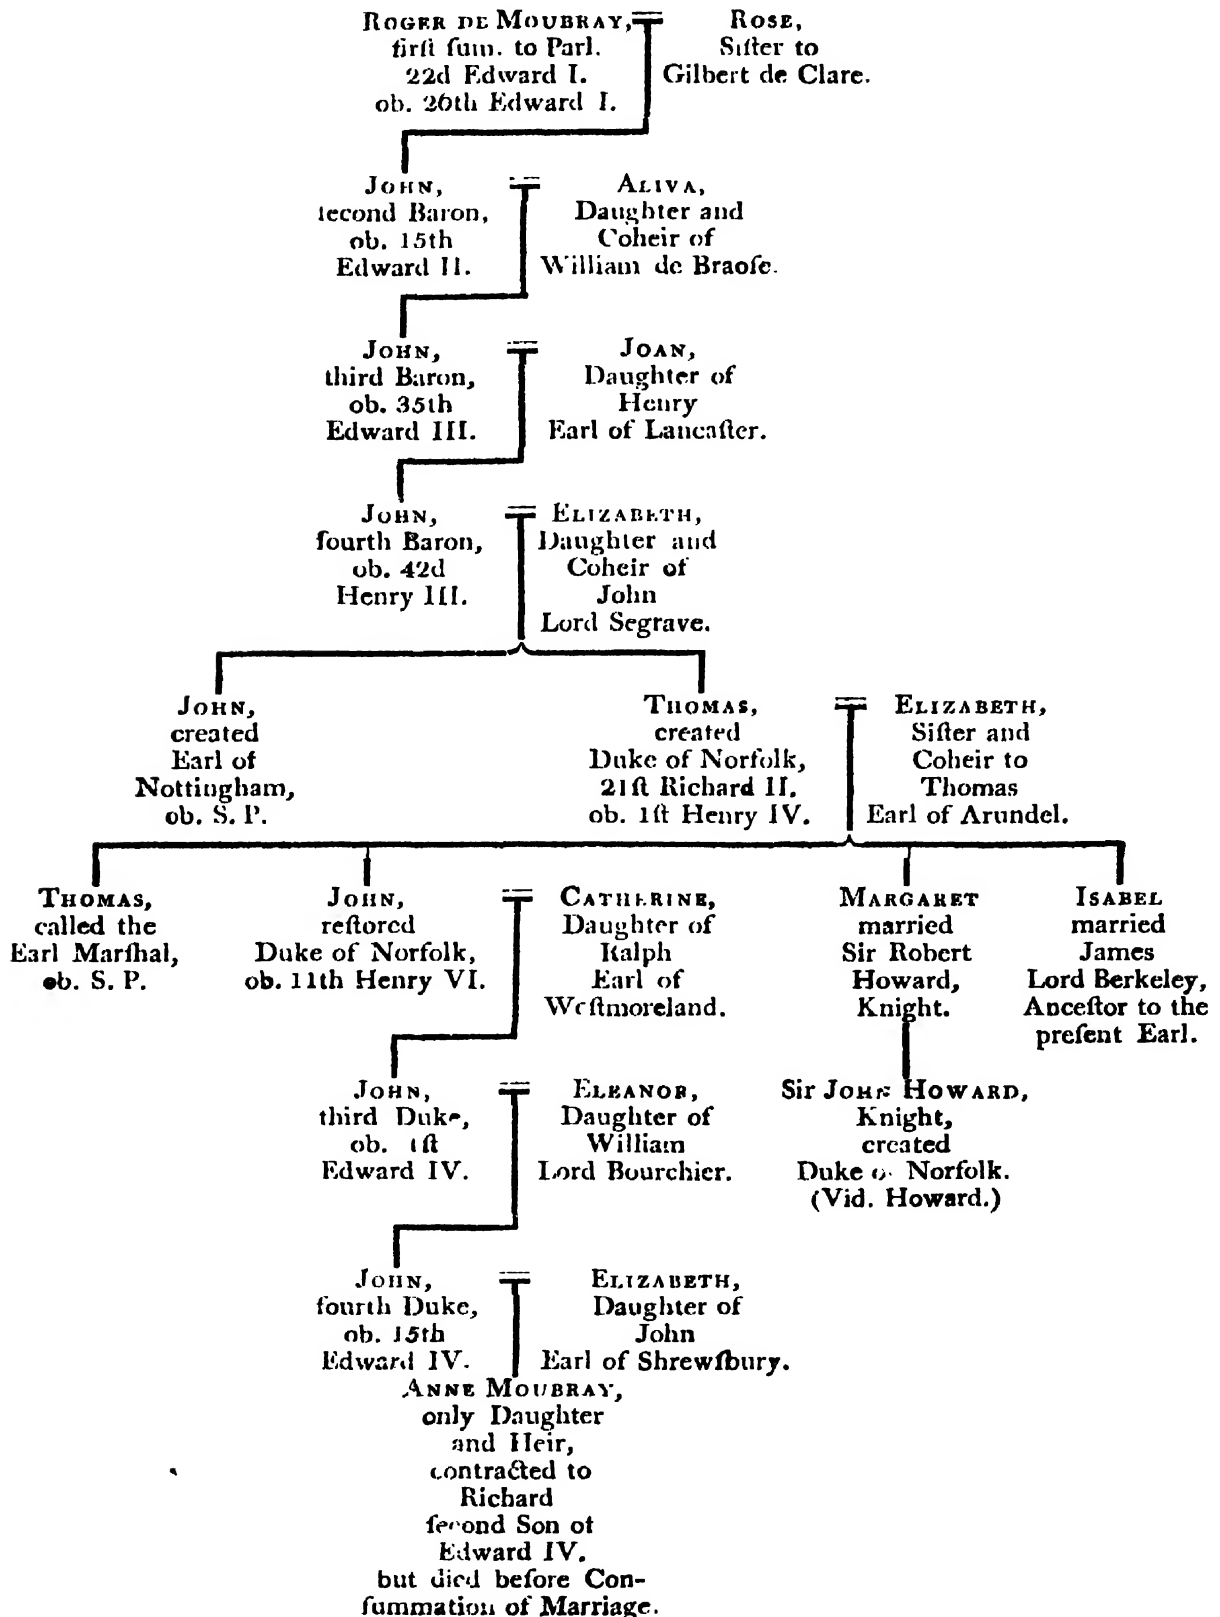 ROGER DE MOUBRAY,
firſt ſum. to Parl.
22d Edward I.
ob. 26th Edward I.
ROSE,
Siſter to
Gilbert de Clare.
JOHN,
ſecond Baron,
ob. 15th
Edward II.
ALIVA,
Daughter and
Coheir of
William de Braoſe.
JOHN,
third Baron,
ob. 35th
Edward III.
JOAN,
Daughter of
Henry
Earl of Lancaſter.
JOHN,
fourth Baron,
ob. 42d
Henry III.
ELIZABETH,
Daughter and
Coheir of
John
Lord Segrave.
JOHN,
created
Earl of
Nottingham,
ob. S. P.
THOMAS,
created
Duke of Norfolk,
21ſt Richard II.
ob. 1ſt Henry IV.
ELIZABETH,
Siſter and
Coheir to
Thomas
Earl of Arundel.
THOMAS,
called the
Earl Marſhal,
ob. S. P.
JOHN,
reſtored
Duke of Norfolk,
ob. 11th Henry VI.
CATHERINE,
Daughter of
Ralph
Earl of
Weſtmoreland.
MARGARET
married
Sir Robert
Howard,
Knight.
ISABEL
married
James
Lord Berkeley,
Anceſtor to the
preſent Earl.
JOHN,
third Duke,
ob. 1ſt
Edward IV.
ELEANOR,
Daughter of
William
Lord Bourchier.
Sir JOHN HOWARD,
Knight,
created
Duke of Norfolk.
(Vid. Howard.)
JOHN,
fourth Duke,
ob. 15th
Edward IV.
ELIZABETH,
Daughter of
John
Earl of Shrewſbury.
ANNE MOUBRAY,
only Daughter
and Heir,
contracted to
Richard
ſecond Son of
Edward IV.
but died before Con-
ſummation of Marriage.